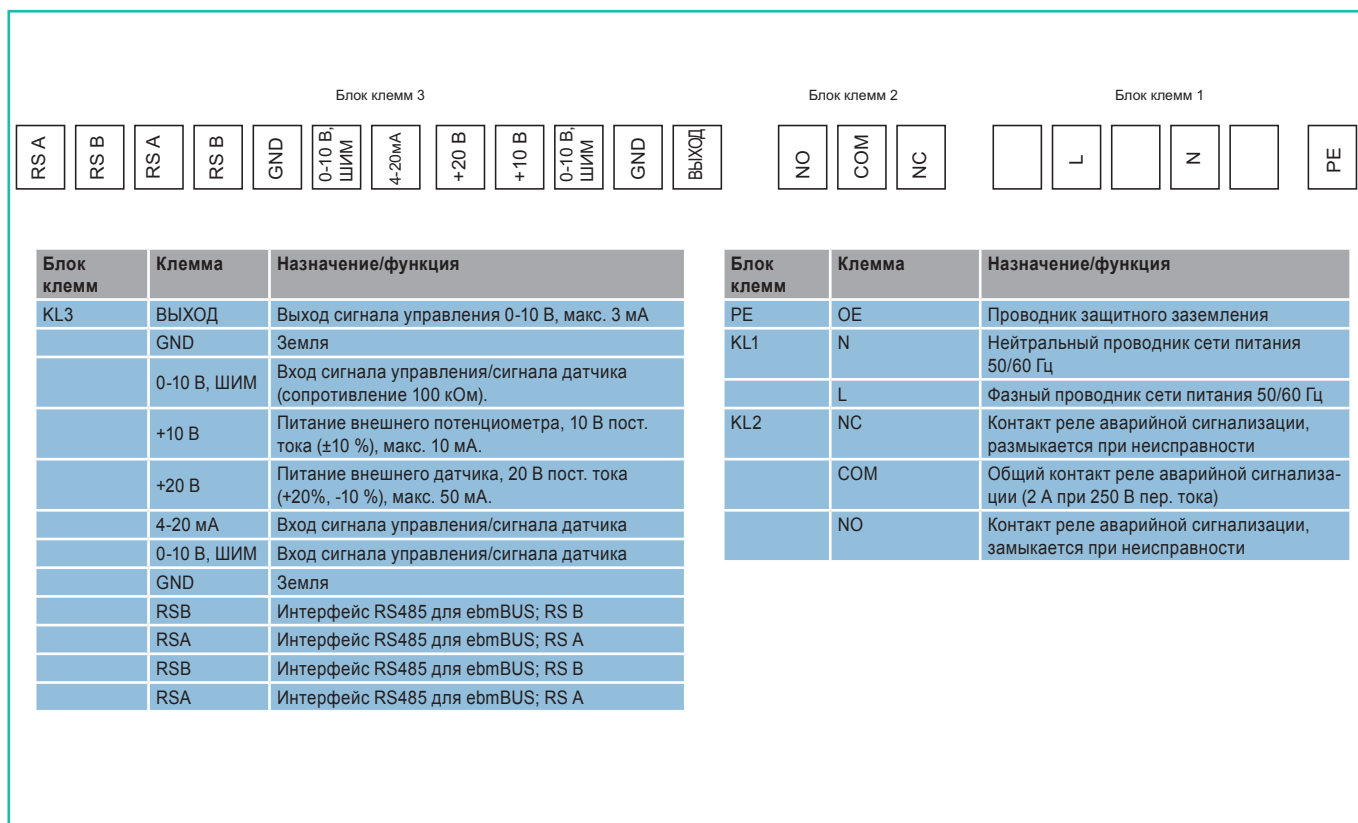 Блок клемм 3
Блок клемм 2
Блок клемм 1
RS A
RS B
RS A
RS B
GND
0-10 В,
ШИМ
4-20мА
+20 В
+10 В
0-10 В,
ШИМ
GND
ВЫХОД
NO
COM
NC
L
N
PE
Блок
клемм
Клемма
Назначение/функция
KL3
ВЫХОД
Выход сигнала управления 0-10 В, макс. 3 мА
GND
Земля
0-10 В, ШИМ
Вход сигнала управления/сигнала датчика
(сопротивление 100 кОм).
+10 В
Питание внешнего потенциометра, 10 В пост.
тока (±10 %), макс. 10 мА.
+20 В
Питание внешнего датчика, 20 В пост. тока
(+20%, -10 %), макс. 50 мА.
4-20 мА
Вход сигнала управления/сигнала датчика
0-10 В, ШИМ
Вход сигнала управления/сигнала датчика
GND
Земля
RSB
Интерфейс RS485 для ebmBUS; RS B
RSA
Интерфейс RS485 для ebmBUS; RS A
RSB
Интерфейс RS485 для ebmBUS; RS B
RSA
Интерфейс RS485 для ebmBUS; RS A
Блок
клемм
Клемма
Назначение/функция
PE
OE
Проводник защитного заземления
KL1
N
Нейтральный проводник сети питания
50/60 Гц
L
Фазный проводник сети питания 50/60 Гц
KL2
NC
Контакт реле аварийной сигнализации,
размыкается при неисправности
COM
Общий контакт реле аварийной сигнализа-
ции (2 А при 250 В пер. тока)
NO
Контакт реле аварийной сигнализации,
замыкается при неисправности